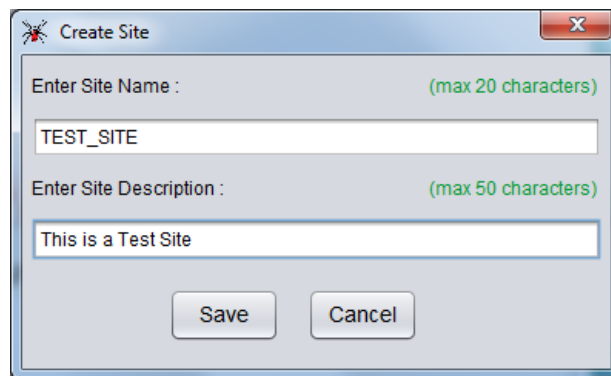 Create Site
Enter Site Name : (max 20 characters)
TEST_SITE
Enter Site Description : (max 50 characters)
This is a Test Site
Save Cancel